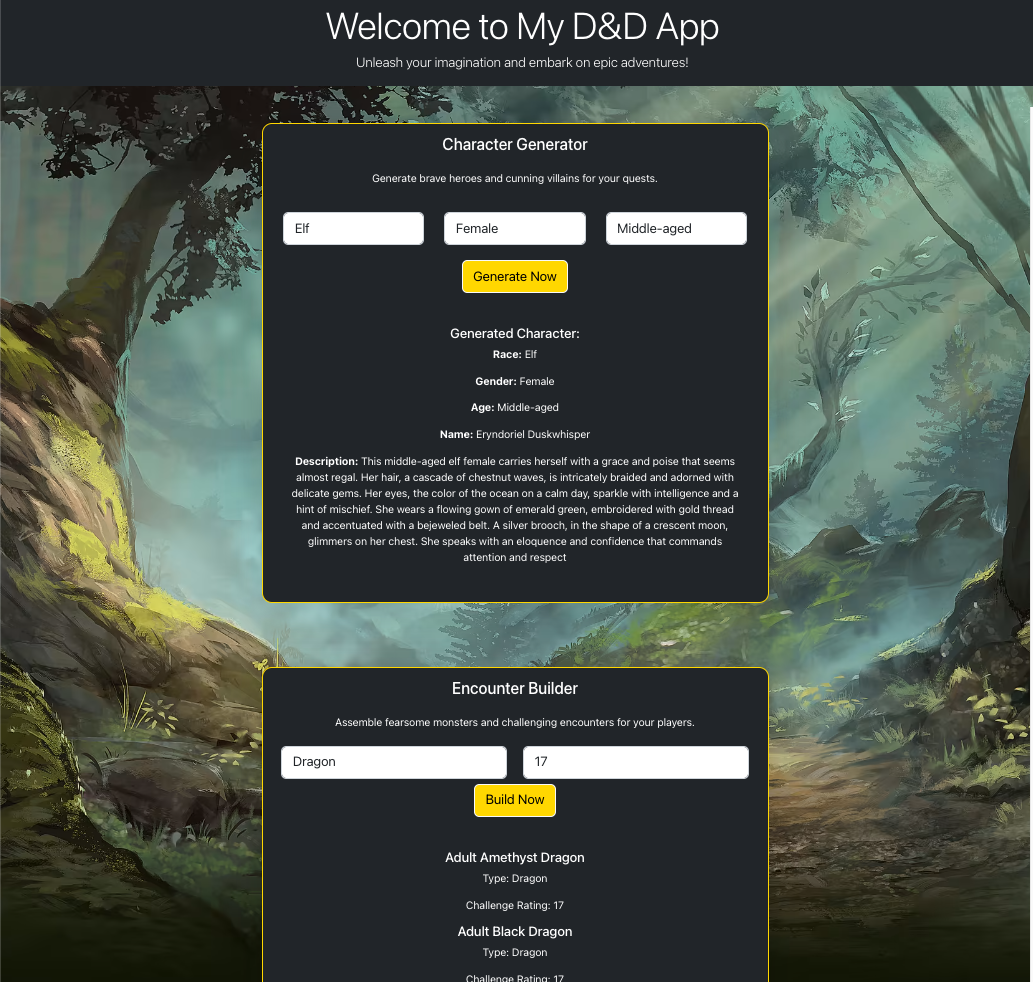 Welcome to My D&D App
Unleash your imagination and embark on epic adventures!
Character Generator
Generate brave heroes and cunning villains for your quests.
Elf Female Middle-aged
Generate Now
Generated Character:
Race: Elf
Gender: Female
Age: Middle-aged
Name: Eryndoriel Duskwhisper
Description: This middle-aged elf female carries herself with a grace and poise that seems
almost regal. Her hair, a cascade of chestnut waves, is intricately braided and adorned with
delicate gems. Her eyes, the color of the ocean on a calm day, sparkle with intelligence and a
hint of mischief. She wears a flowing gown of emerald green, embroidered with gold thread
and accentuated with a bejeweled belt. A silver brooch, in the shape of a crescent moon,
glimmers on her chest. She speaks with an eloquence and confidence that commands
attention and respect
Encounter Builder
Assemble fearsome monsters and challenging encounters for your players.
Dragon 17
Build Now
Adult Amethyst Dragon
Type: Dragon
Challenge Rating: 17
Adult Black Dragon
Type: Dragon
Challenge Rating: 17